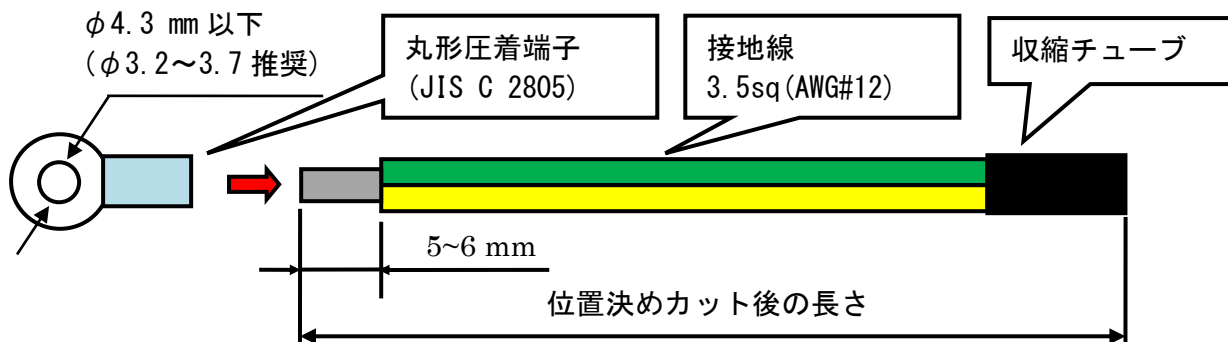 φ4.3 mm 以下
(φ3.2～3.7 推奨)
丸形圧着端子
(JIS C 2805)
接地線
3.5sq(AWG#12)
収縮チューブ
5~6 mm
位置決めカット後の長さ